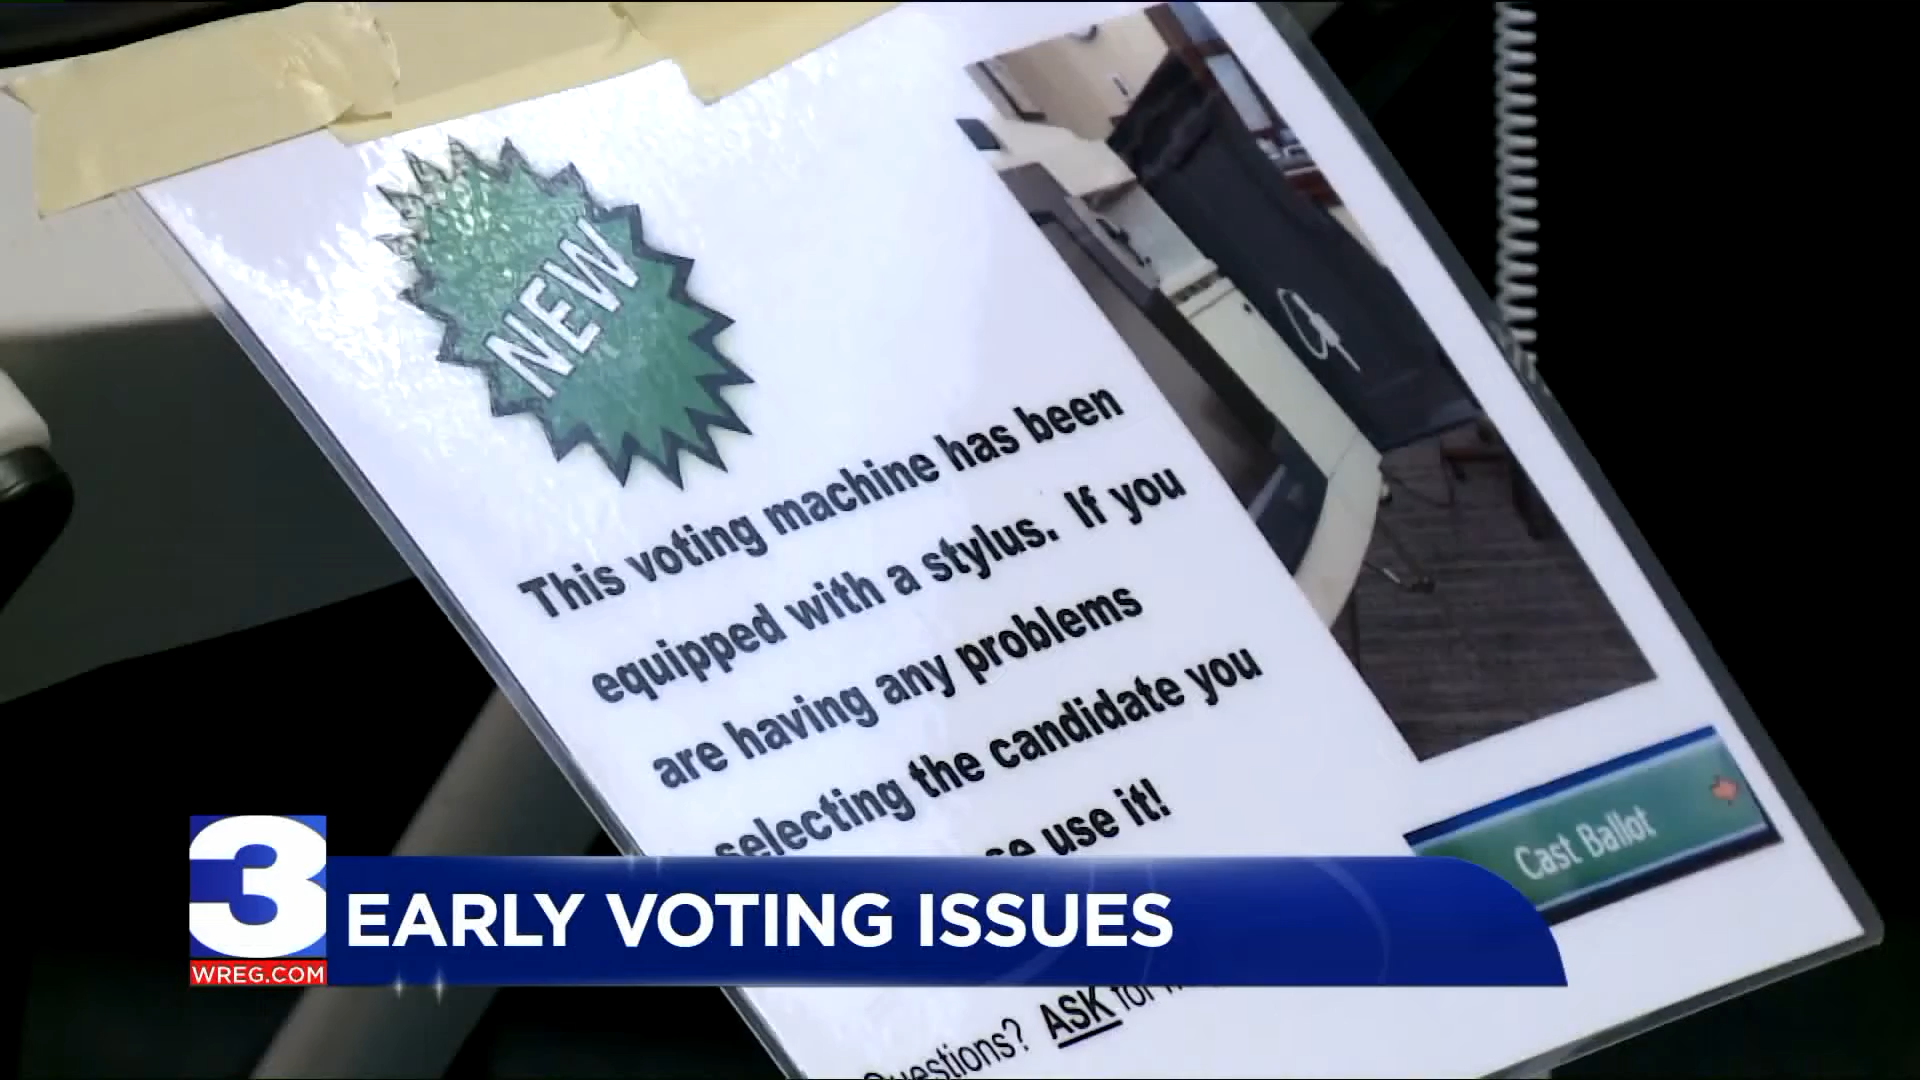 NEW
This voting machine has been
equipped with a stylus. If you
are having any problems
selecting the candidate you
use it!
Cast Ballot
3
WREG.COM
EARLY VOTING ISSUES
Questions? ASK for